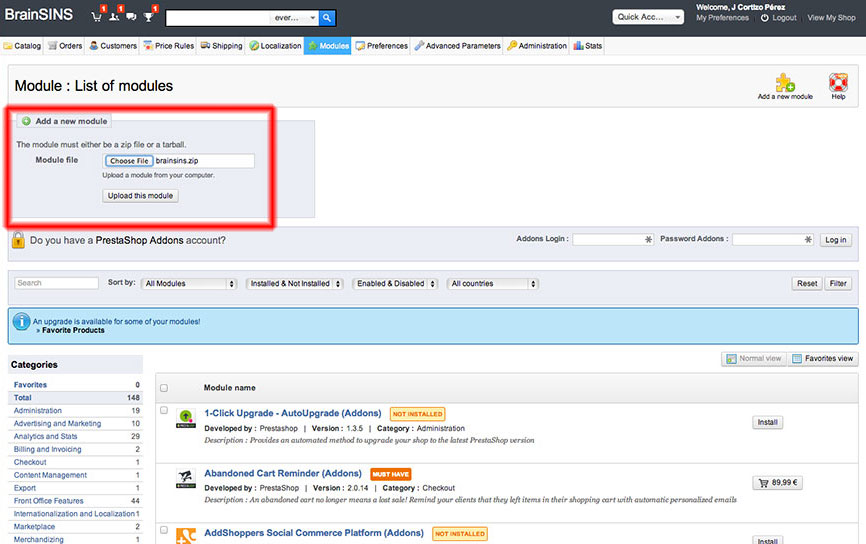 BrainSINS
1
1
1
ever...
Quick Acc...
Welcome, J Cortizo Pérez
My Preferences
Logout
View My Shop
Catalog
Orders
Customers
Price Rules
Shipping
Localization
Modules
Preferences
Advanced Parameters
Administration
Stats
Module : List of modules
Add a new module
Help
Add a new module
The module must either be a zip file or a tarball.
Module file
Choose File brainsins.zip
Upload a module from your computer.
Upload this module
Do you have a PrestaShop Addons account?
Addons Login :
Password Addons :
Log in
Search
Sort by:
All Modules
Installed & Not Installed
Enabled & Disabled
All countries
Reset
Filter
An upgrade is available for some of your modules!
» Favorite Products
Categories
Normal view
Favorites view
Favorites 0
Total 148
Administration 19
Advertising and Marketing 10
Analytics and Stats 29
Billing and Invoicing 2
Checkout 1
Content Management 1
Export 1
Front Office Features 44
Internationalization and Localization 1
Marketplace 2
Merchandizing 1
Module name
1-Click Upgrade - AutoUpgrade (Addons) NOT INSTALLED
Developed by : Prestashop | Version : 1.3.5 | Category : Administration
Description : Provides an automated method to upgrade your shop to the latest PrestaShop version
Install
Abandoned Cart Reminder (Addons) MUST HAVE
Developed by : PrestaShop | Version : 2.0.14 | Category : Checkout
Description : An abandoned cart no longer means a lost sale! Remind your clients that they left items in their shopping cart with automatic personalized emails
89,99 €
AddShoppers Social Commerce Platform (Addons) NOT INSTALLED
Install